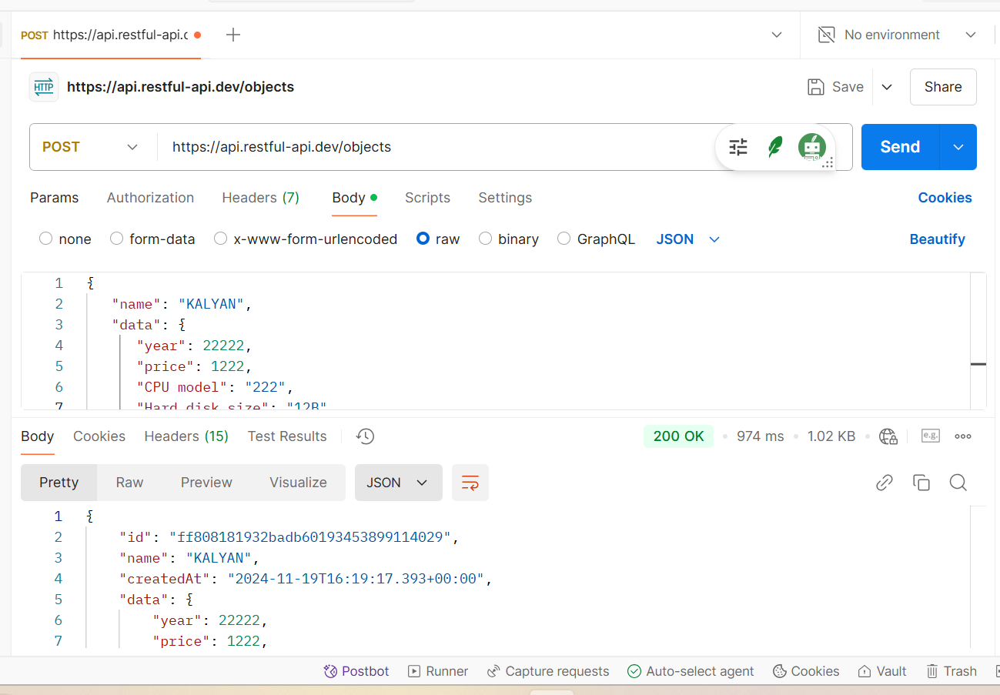 POST https://api.restful-api.c
No environment
HTTP https://api.restful-api.dev/objects
Save
Share
POST https://api.restful-api.dev/objects
Send
Params Authorization Headers (7) Body Scripts Settings Cookies
none form-data x-www-form-urlencoded raw binary GraphQL JSON Beautify
1 {
2 "name": "KALYAN",
3 "data": {
4 "year": 22222,
5 "price": 1222,
6 "CPU model": "222",
7 "Hard disk size": "12B"
Body Cookies Headers (15) Test Results 200 OK 974 ms 1.02 KB e.g.
Pretty Raw Preview Visualize JSON
1 {
2 "id": "ff808181932badb60193453899114029",
3 "name": "KALYAN",
4 "createdAt": "2024-11-19T16:19:17.393+00:00",
5 "data": {
6 "year": 22222,
7 "price": 1222,
Postbot Runner Capture requests Auto-select agent Cookies Vault Trash